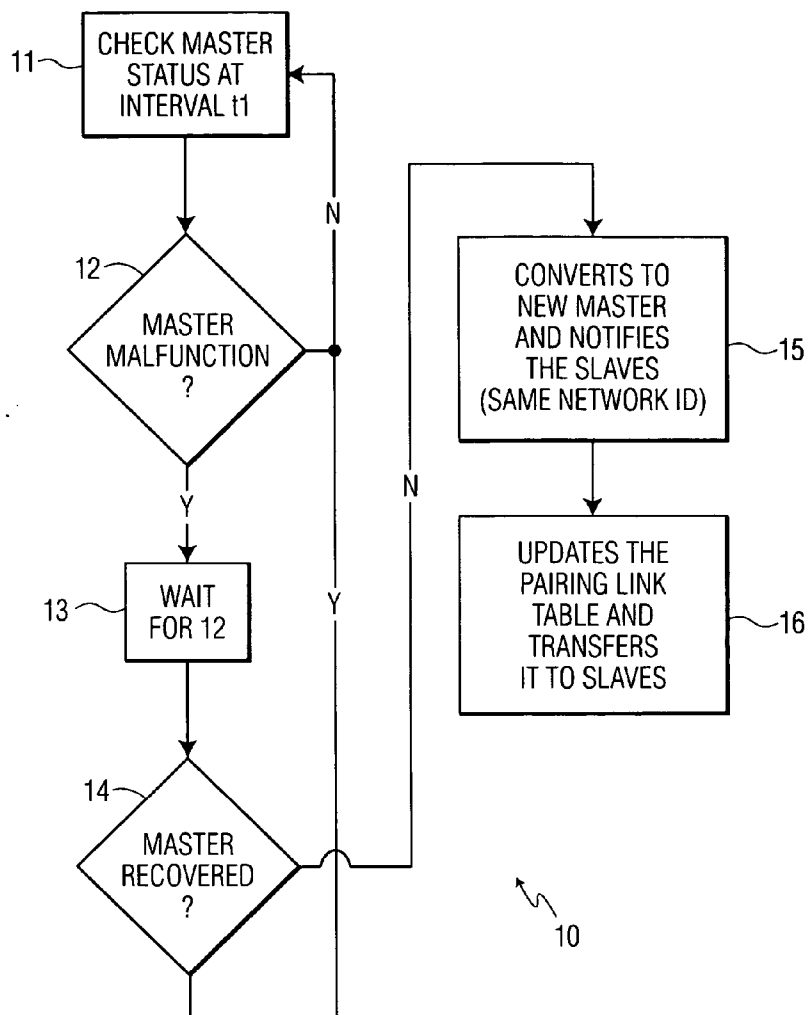 11
CHECK MASTER
STATUS AT
INTERVAL t1
N
12
MASTER
MALFUNCTION
?
Y
13
WAIT
FOR 12
Y
14
MASTER
RECOVERED
?
N
CONVERTS TO
NEW MASTER
AND NOTIFIES
THE SLAVES
(SAME NETWORK ID)
15
UPDATES THE
PAIRING LINK
TABLE AND
TRANSFERS
IT TO SLAVES
16
10